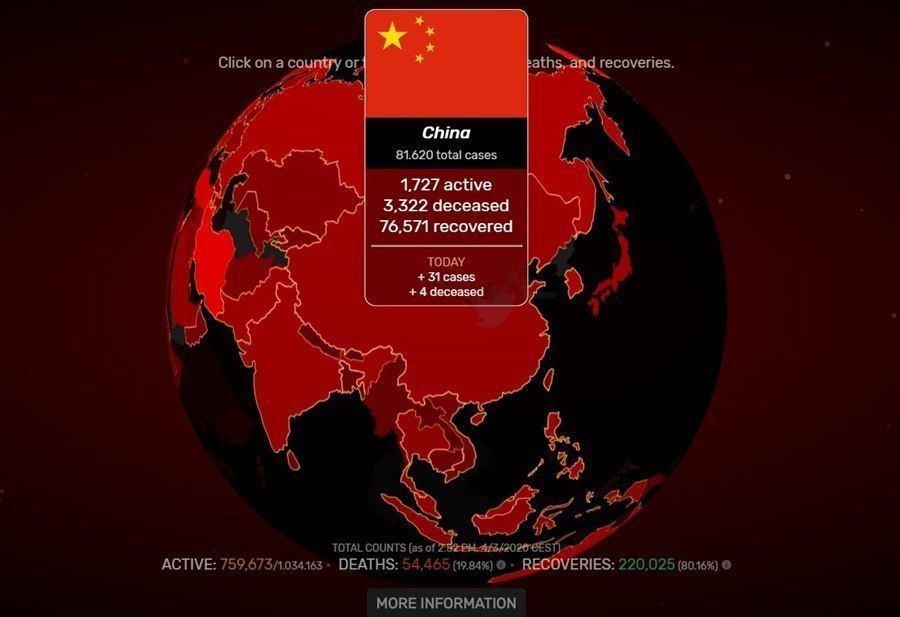 Click on a country or t eaths, and recoveries.
China
81.620 total cases
1,727 active
3,322 deceased
76,571 recovered
TODAY
+ 31 cases
+ 4 deceased
TOTAL COUNTS (as of 2:52 PM, 4/3/2020 CEST)
ACTIVE: 759,673/1.034.163 · DEATHS: 54,465 (19.84%) · RECOVERIES: 220,025 (80.16%)
MORE INFORMATION